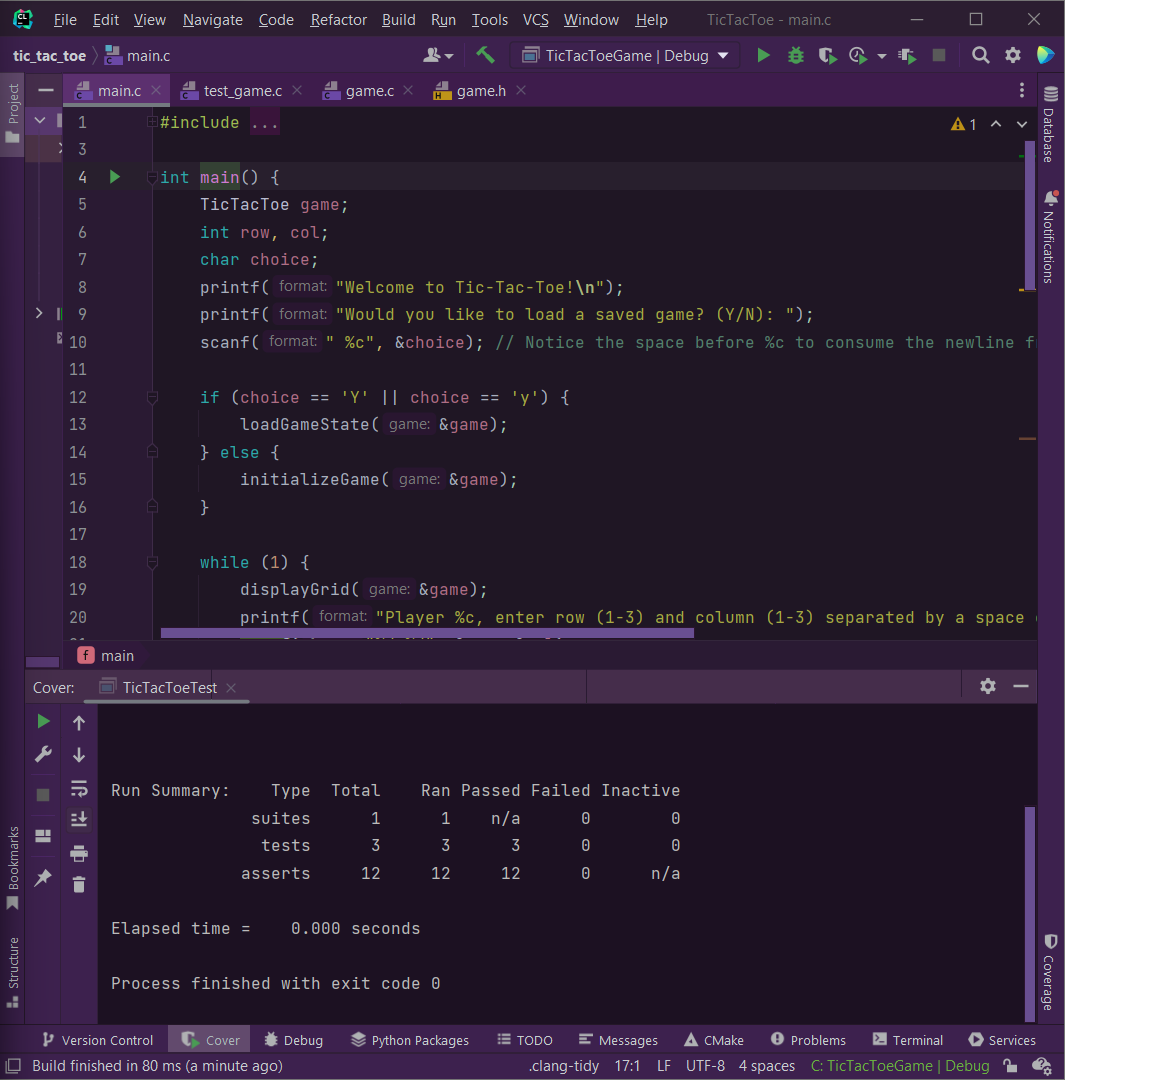 CL File Edit View Navigate Code Refactor Build Run Tools VCS Window Help TicTacToe - main.c
tic_tac_toe main.c TicTacToeGame | Debug
Project
main.c test_game.c game.c game.h
1 #include ... 1
3
4 int main() {
5 TicTacToe game;
6 int row, col;
7 char choice;
8 printf( format: "Welcome to Tic-Tac-Toe!\n");
9 printf( format: "Would you like to load a saved game? (Y/N): ");
10 scanf( format: " %c", &choice); // Notice the space before %c to consume the newline
11
12 if (choice == 'Y' || choice == 'y') {
13 loadGameState( game: &game);
14 } else {
15 initializeGame( game: &game);
16 }
17
18 while (1) {
19 displayGrid( game: &game);
20 printf( format: "Player %c, enter row (1-3) and column (1-3) separated by a space
f main
Database
Notifications
Cover: TicTacToeTest
Run Summary: Type Total Ran Passed Failed Inactive
suites 1 1 n/a 0 0
tests 3 3 3 0 0
asserts 12 12 12 0 n/a
Elapsed time = 0.000 seconds
Process finished with exit code 0
Bookmarks
Structure
Coverage
Version Control Cover Debug Python Packages TODO Messages CMake Problems Terminal Services
Build finished in 80 ms (a minute ago) .clang-tidy 17:1 LF UTF-8 4 spaces C: TicTacToeGame | Debug